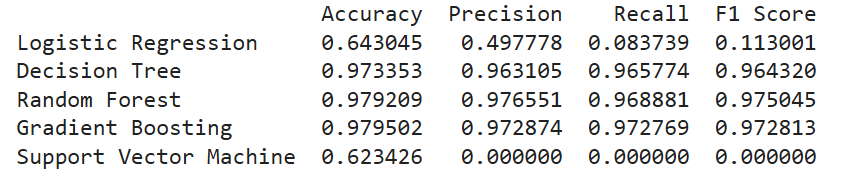 Accuracy Precision Recall F1 Score
Logistic Regression 0.643045 0.497778 0.083739 0.113001
Decision Tree 0.973353 0.963105 0.965774 0.964320
Random Forest 0.979209 0.976551 0.968881 0.975045
Gradient Boosting 0.979502 0.972874 0.972769 0.972813
Support Vector Machine 0.623426 0.000000 0.000000 0.000000